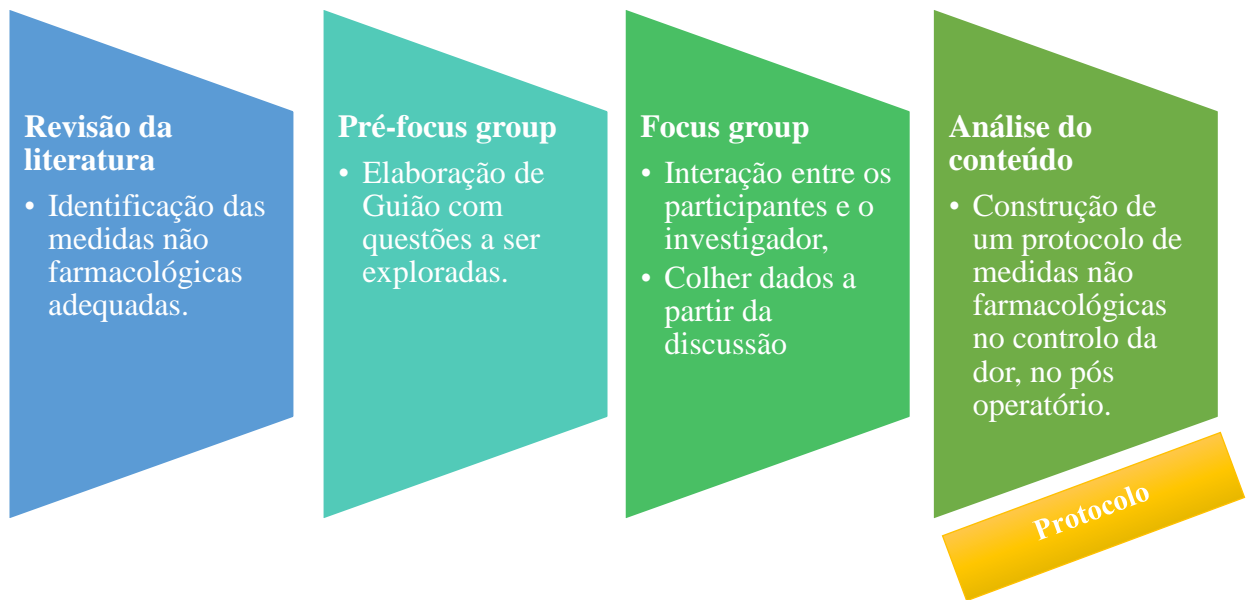 Revisão da
literatura
• Identificação das
medidas não
farmacológicas
adequadas.
Pré-focus group
• Elaboração de
Guião com
questões a ser
exploradas.
Focus group
• Interação entre os
participantes e o
investigador,
• Colher dados a
partir da
discussão
Análise do
conteúdo
• Construção de
um protocolo de
medidas não
farmacológicas
no controlo da
dor, no pós
operatório.
Protocolo